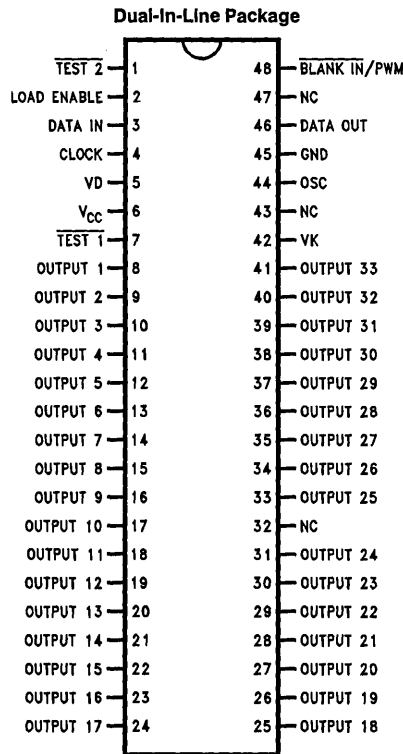 Dual-In-Line Package
TEST 2 1 48 BLANK IN/PWM
LOAD ENABLE 2 47 NC
DATA IN 3 46 DATA OUT
CLOCK 4 45 GND
VD 5 44 OSC
VCC 6 43 NC
TEST 1 7 42 VK
OUTPUT 1 8 41 OUTPUT 33
OUTPUT 2 9 40 OUTPUT 32
OUTPUT 3 10 39 OUTPUT 31
OUTPUT 4 11 38 OUTPUT 30
OUTPUT 5 12 37 OUTPUT 29
OUTPUT 6 13 36 OUTPUT 28
OUTPUT 7 14 35 OUTPUT 27
OUTPUT 8 15 34 OUTPUT 26
OUTPUT 9 16 33 OUTPUT 25
OUTPUT 10 17 32 NC
OUTPUT 11 18 31 OUTPUT 24
OUTPUT 12 19 30 OUTPUT 23
OUTPUT 13 20 29 OUTPUT 22
OUTPUT 14 21 28 OUTPUT 21
OUTPUT 15 22 27 OUTPUT 20
OUTPUT 16 23 26 OUTPUT 19
OUTPUT 17 24 25 OUTPUT 18